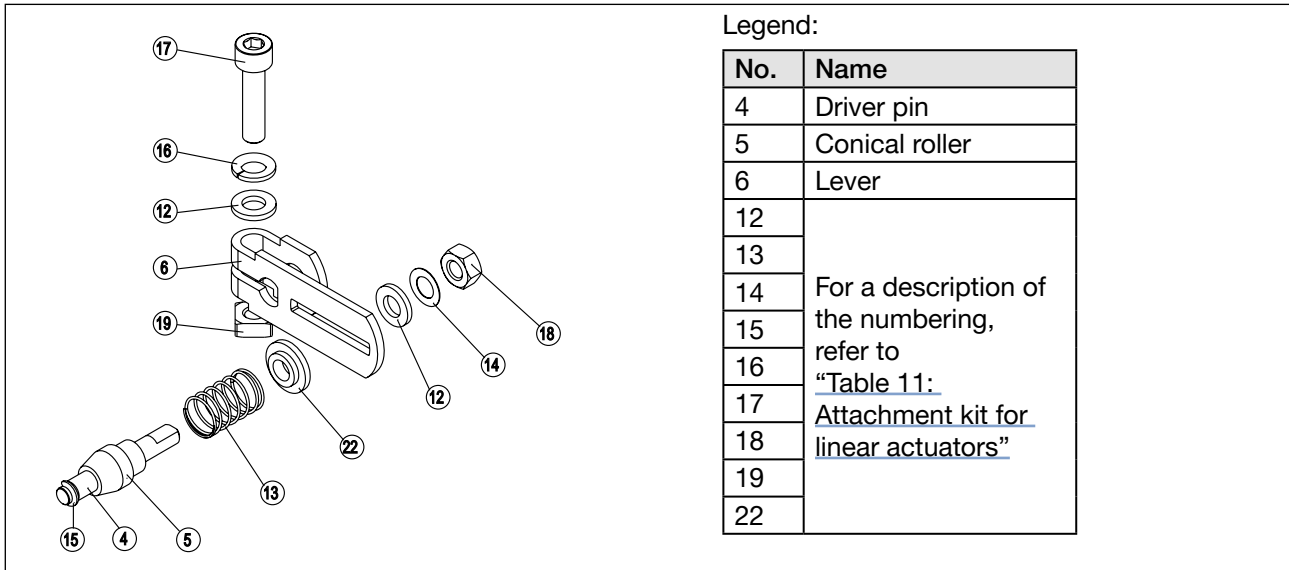 17
16
12
6
19
18
14
12
22
13
15
4
5
Legend:
No. Name
4 Driver pin
5 Conical roller
6 Lever
12
13
14
15
16
17
18
19
22
For a description of
the numbering,
refer to
“Table 11:
Attachment kit for
linear actuators”